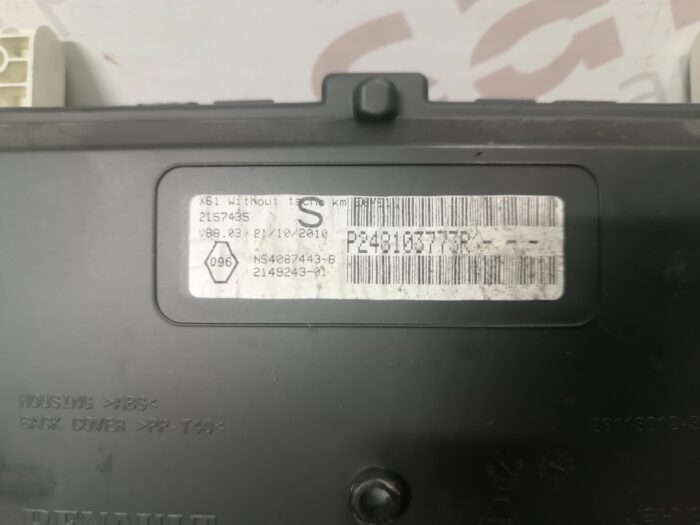 X61 Without tacho km
2157435
S
V88.03 21/10/2010
P248103773R - - -
096
NS4087443-B
2149243-01
HOUSING >ABS<
BACK COVER >PP-T40<
RENAULT